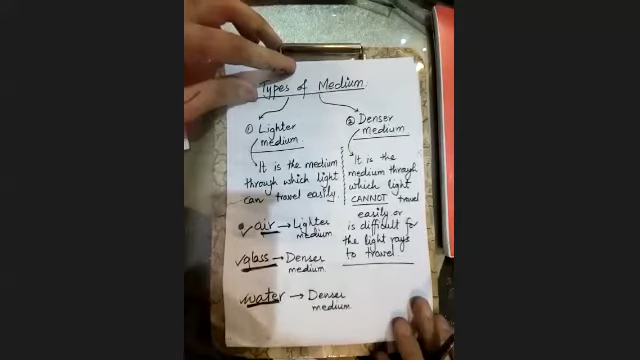 Types of Medium.
① Lighter
medium
It is the medium
through which light
can travel easily.
② Denser
medium
It is the
medium through
which light
CANNOT travel
easily or
is difficult for
the light rays
to travel.
air → Lighter
medium
glass → Denser
medium
water → Denser
medium